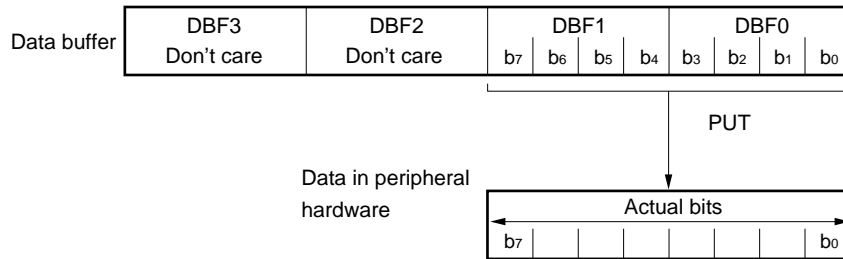 DBF3 DBF2 DBF1 DBF0
Data buffer
Don't care Don't care b7 b6 b5 b4 b3 b2 b1 b0
PUT
Data in peripheral
hardware
Actual bits
b7 b0